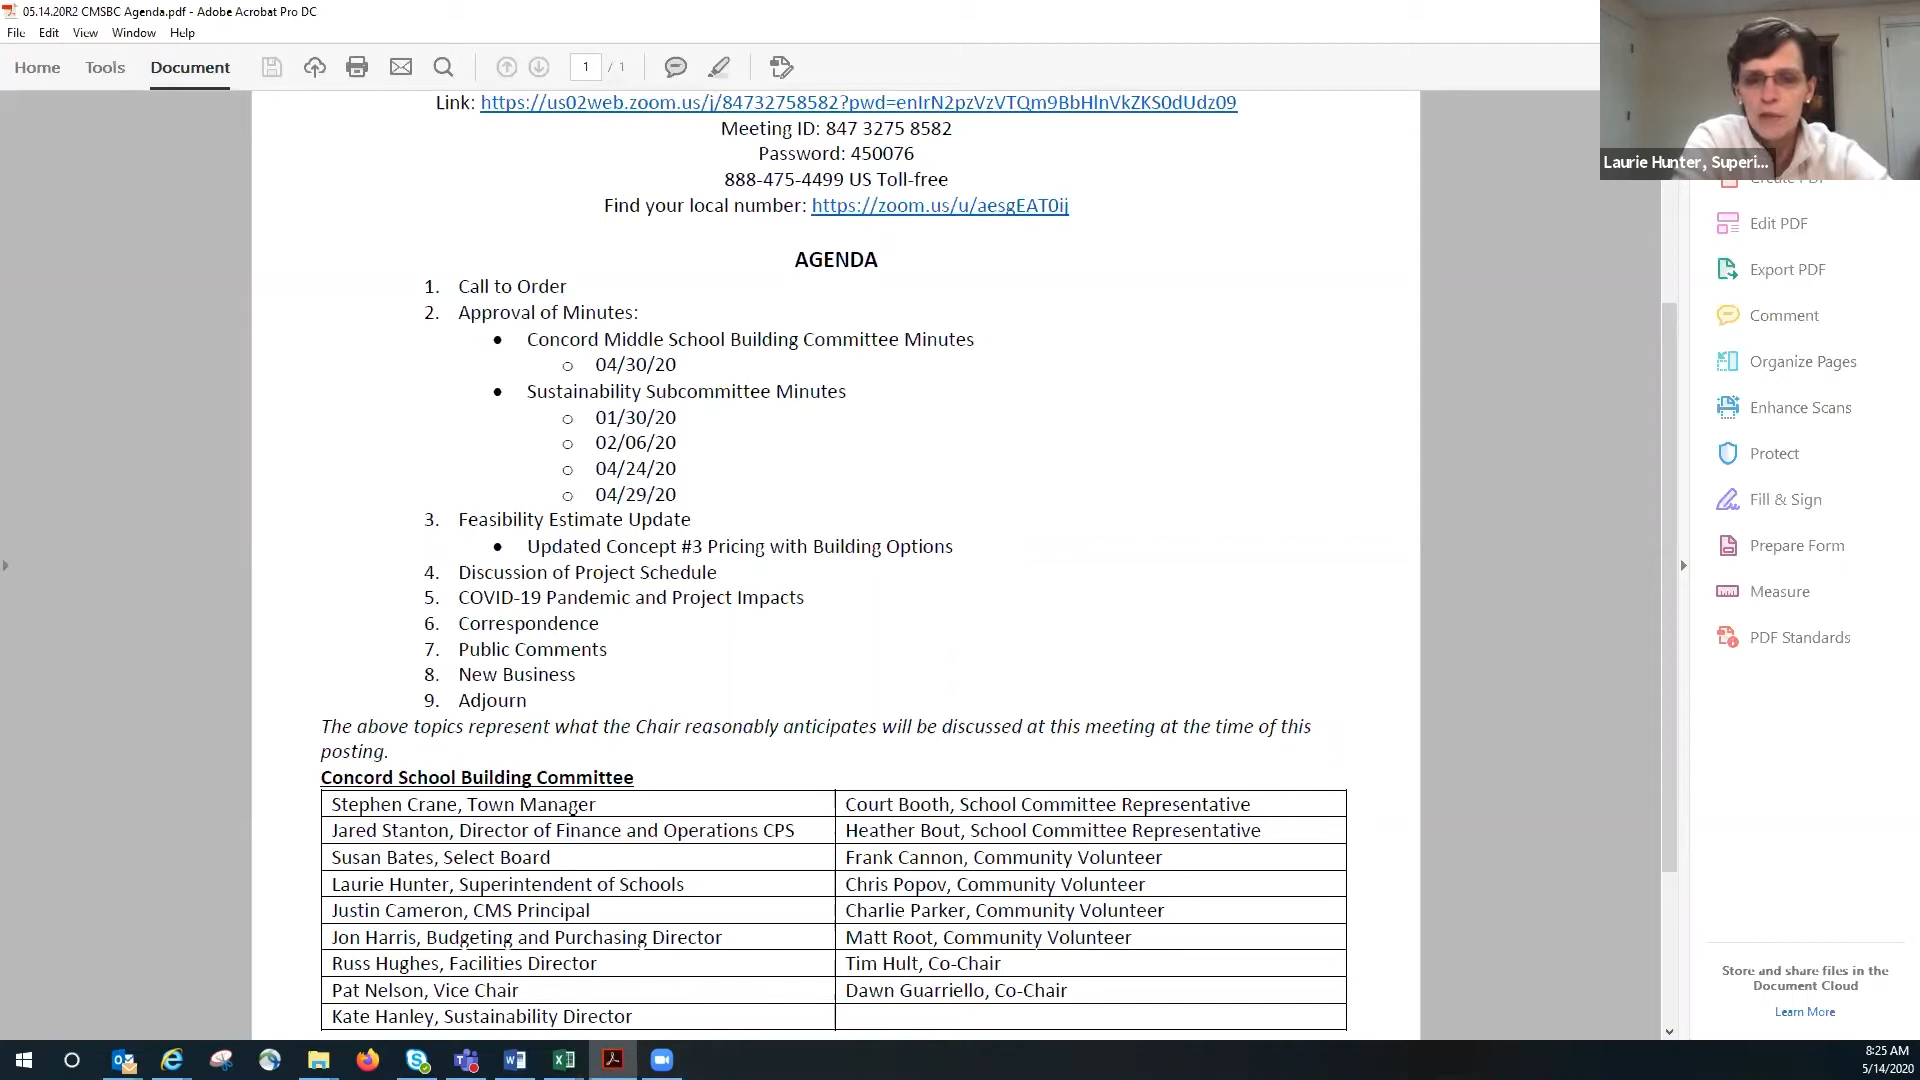 05.14.20R2 CMSBC Agenda.pdf - Adobe Acrobat Pro DC
File Edit View Window Help
Home Tools Document 1 / 1
Link: https://us02web.zoom.us/j/84732758582?pwd=enIrN2pzVzVTQm9BbHlnVkZKS0dUdz09
Meeting ID: 847 3275 8582
Password: 450076
888-475-4499 US Toll-free
Find your local number: https://zoom.us/u/aesgEAT0ij
AGENDA
1. Call to Order
2. Approval of Minutes:
• Concord Middle School Building Committee Minutes
o 04/30/20
• Sustainability Subcommittee Minutes
o 01/30/20
o 02/06/20
o 04/24/20
o 04/29/20
3. Feasibility Estimate Update
• Updated Concept #3 Pricing with Building Options
4. Discussion of Project Schedule
5. COVID-19 Pandemic and Project Impacts
6. Correspondence
7. Public Comments
8. New Business
9. Adjourn
The above topics represent what the Chair reasonably anticipates will be discussed at this meeting at the time of this
posting.
Concord School Building Committee
Stephen Crane, Town Manager Court Booth, School Committee Representative
Jared Stanton, Director of Finance and Operations CPS Heather Bout, School Committee Representative
Susan Bates, Select Board Frank Cannon, Community Volunteer
Laurie Hunter, Superintendent of Schools Chris Popov, Community Volunteer
Justin Cameron, CMS Principal Charlie Parker, Community Volunteer
Jon Harris, Budgeting and Purchasing Director Matt Root, Community Volunteer
Russ Hughes, Facilities Director Tim Hult, Co-Chair
Pat Nelson, Vice Chair Dawn Guarriello, Co-Chair
Kate Hanley, Sustainability Director
Laurie Hunter, Superi...
Create PDF
Edit PDF
Export PDF
Comment
Organize Pages
Enhance Scans
Protect
Fill & Sign
Prepare Form
Measure
PDF Standards
Store and share files in the
Document Cloud
Learn More
8:25 AM
5/14/2020